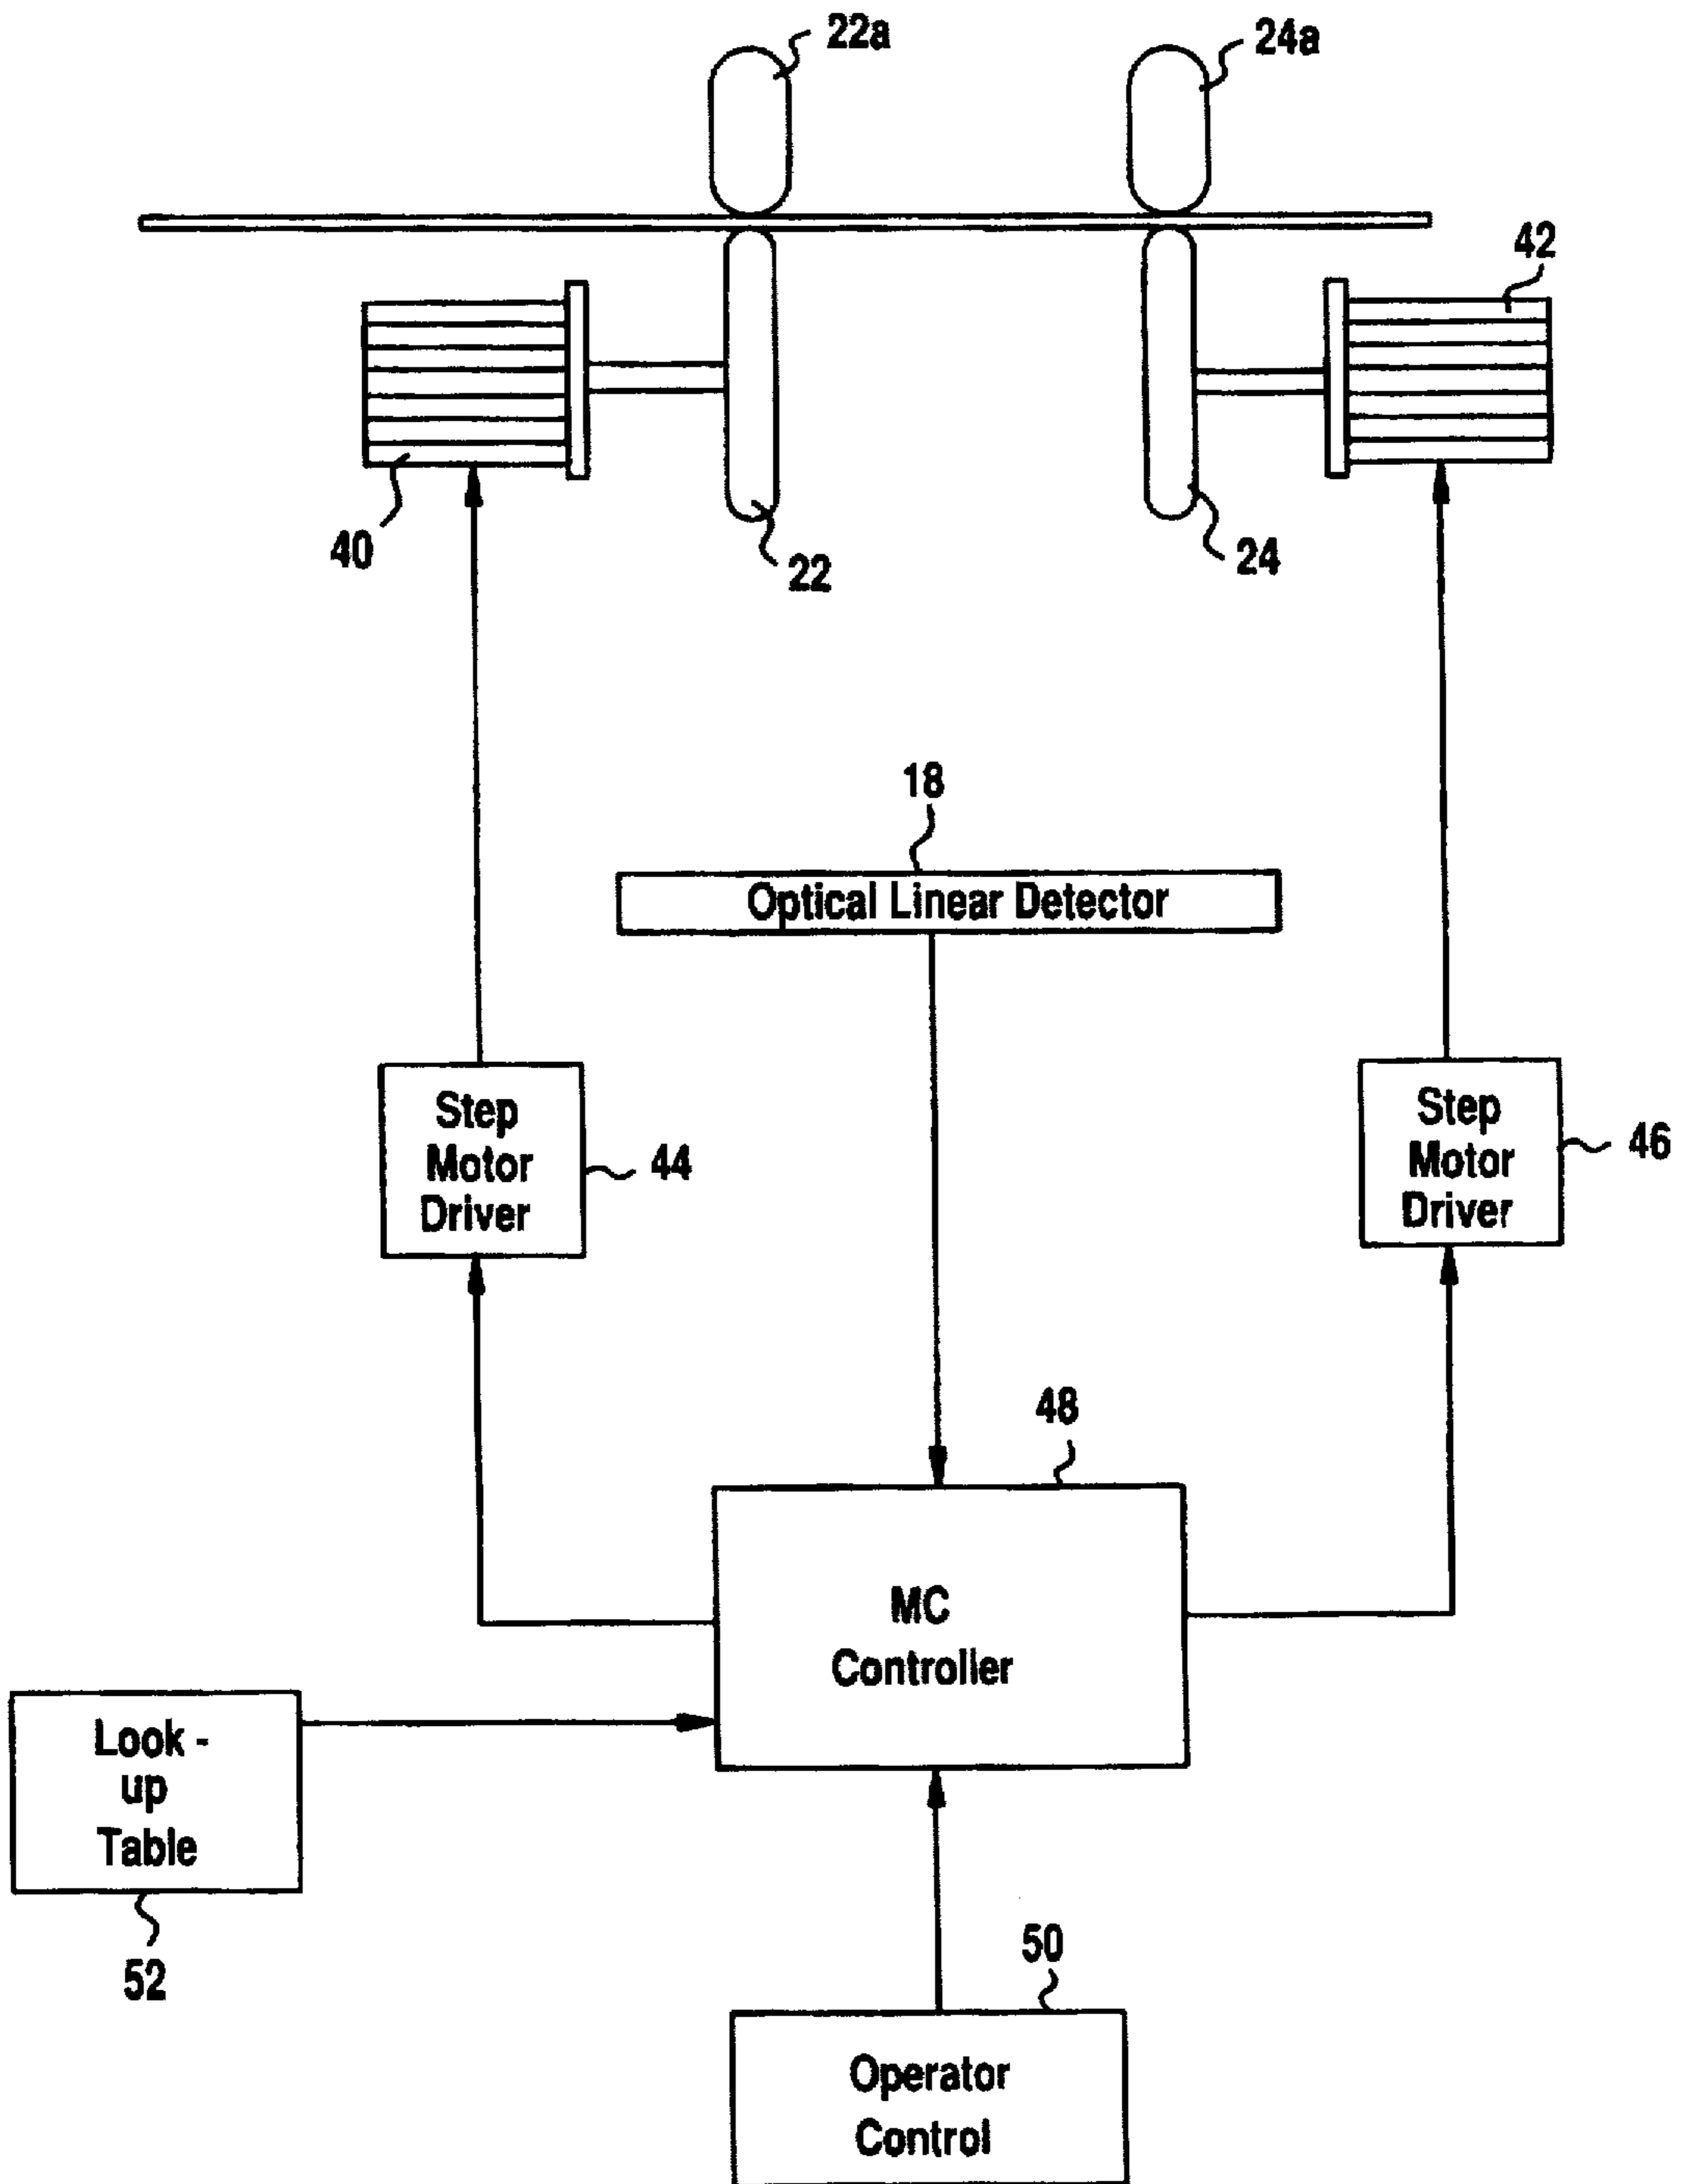 22a
24a
42
40
22
24
18
Optical Linear Detector
Step
Motor
Driver
44
Step
Motor
Driver
46
48
MC
Controller
Look -
up
Table
52
50
Operator
Control